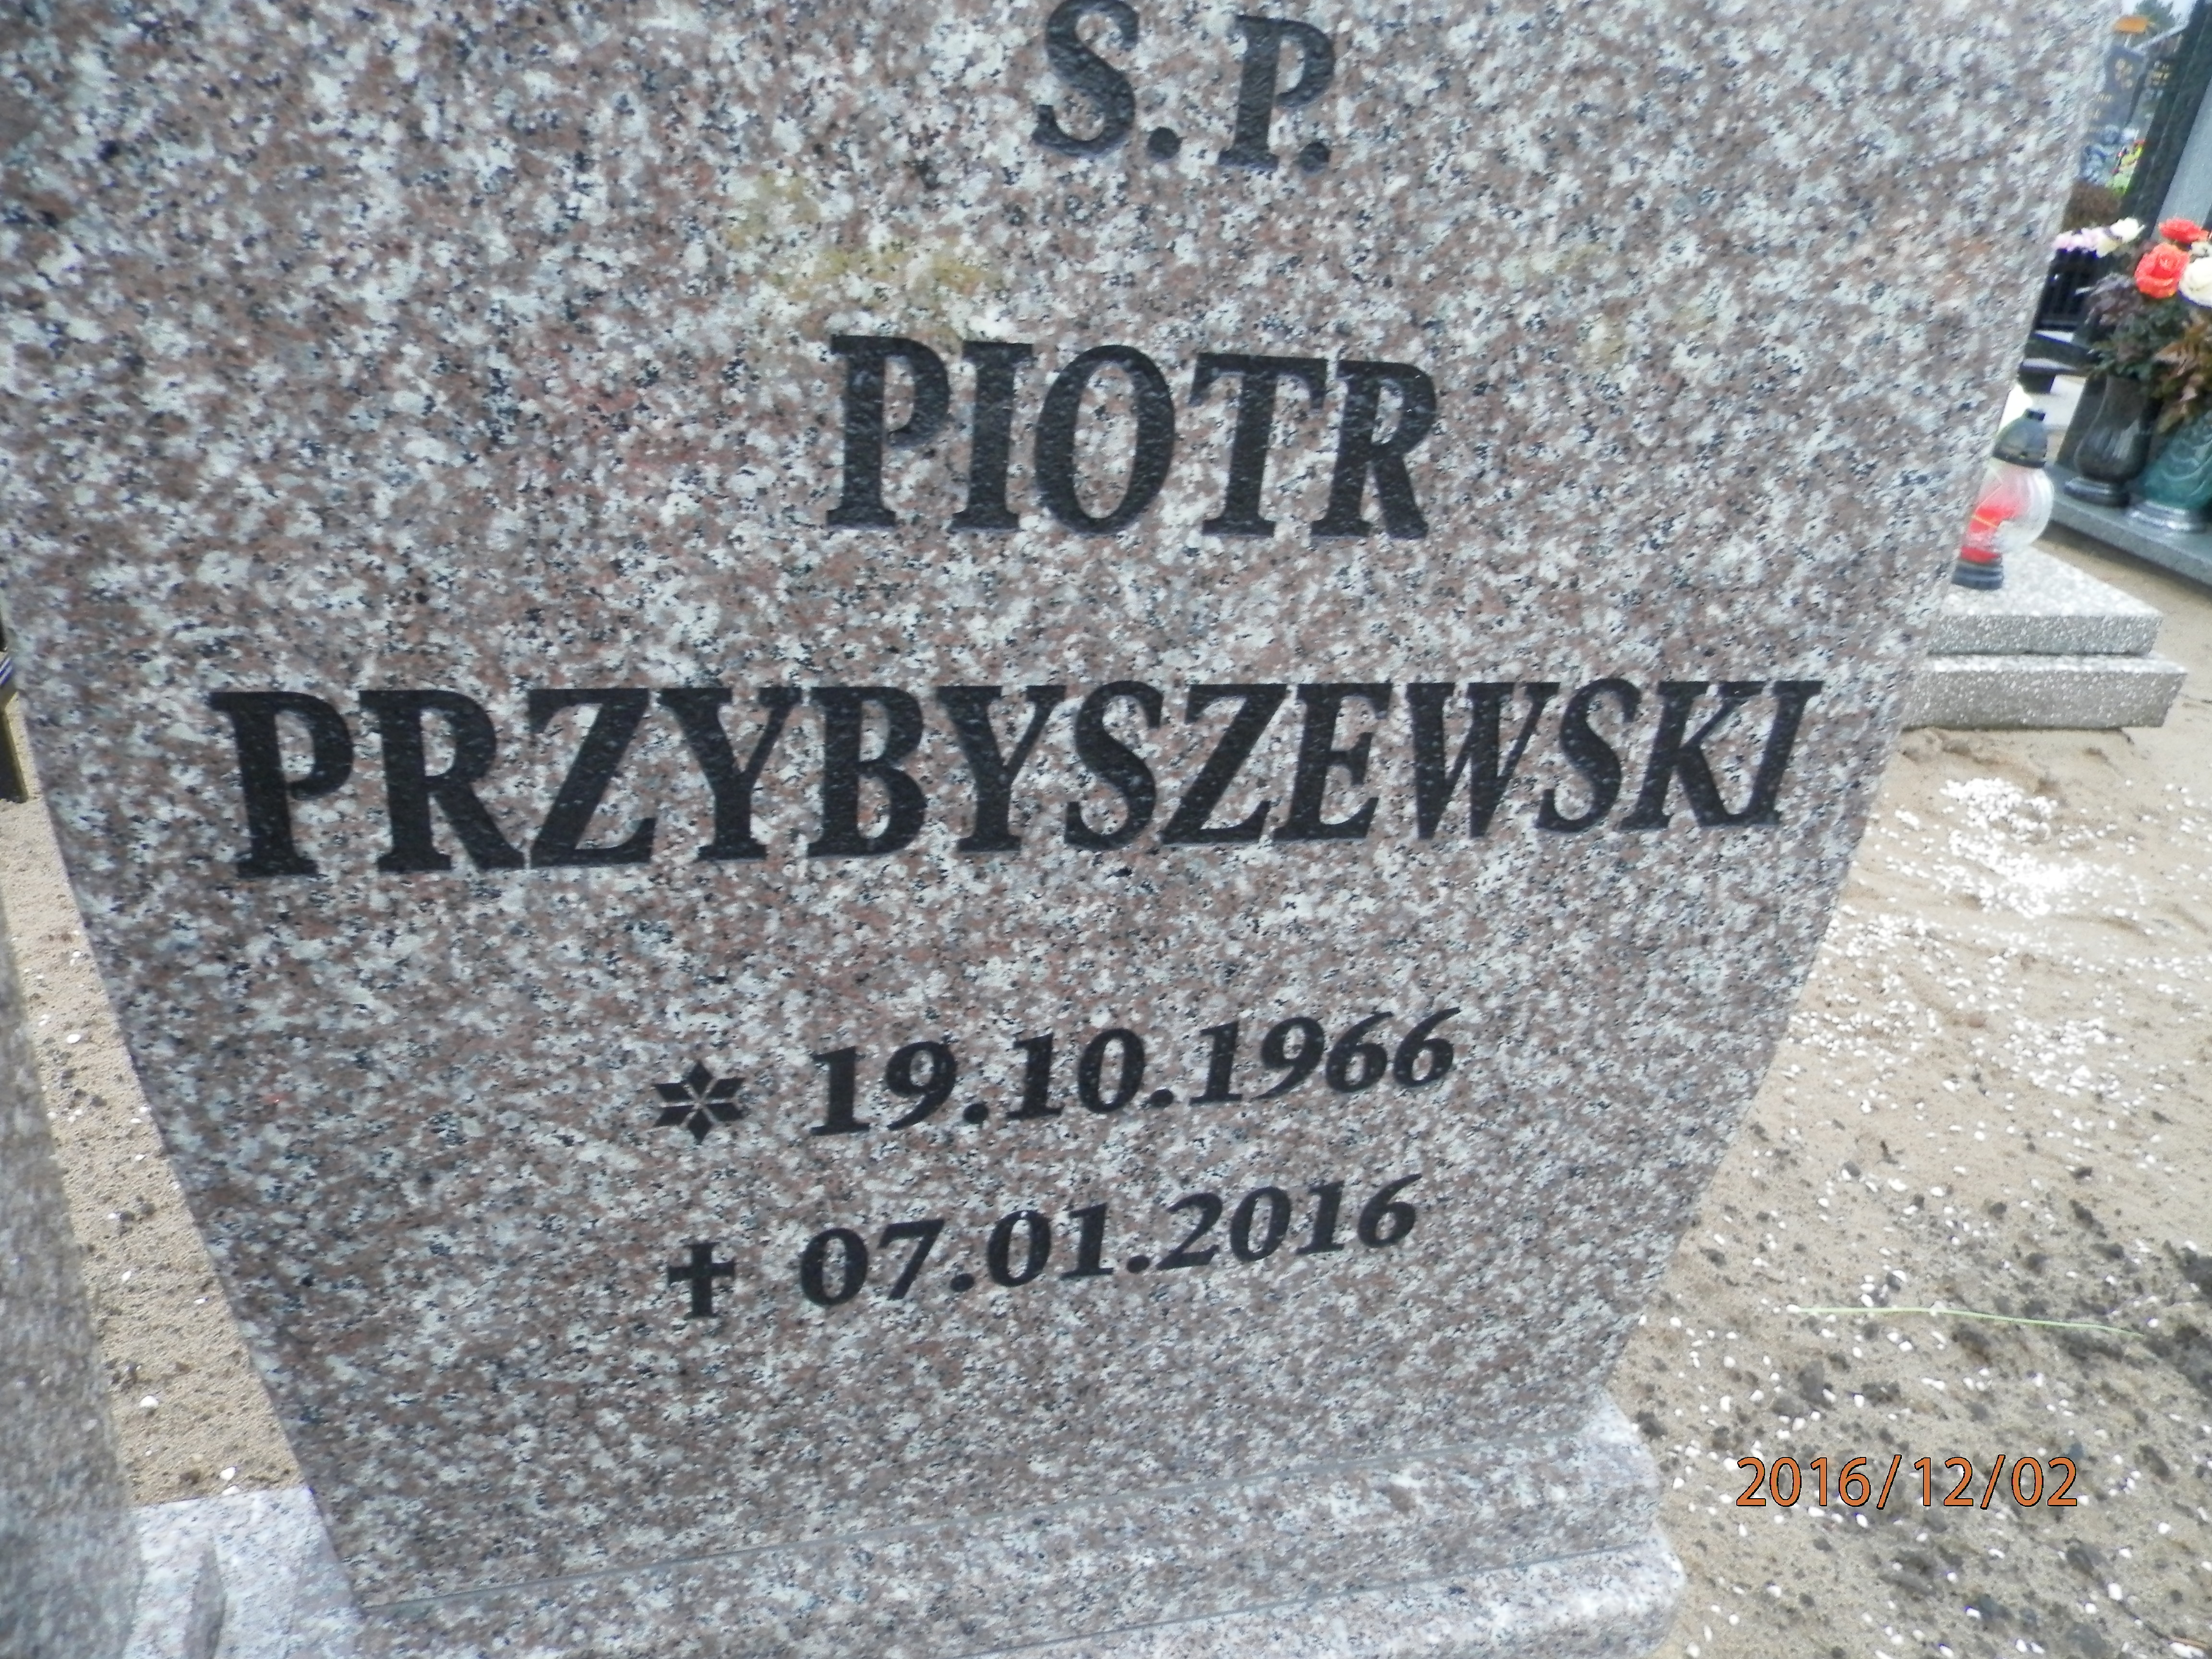 S.P.
PIOTR
PRZYBYSZEWSKI
* 19.10.1966
✝ 07.01.2016
2016/12/02